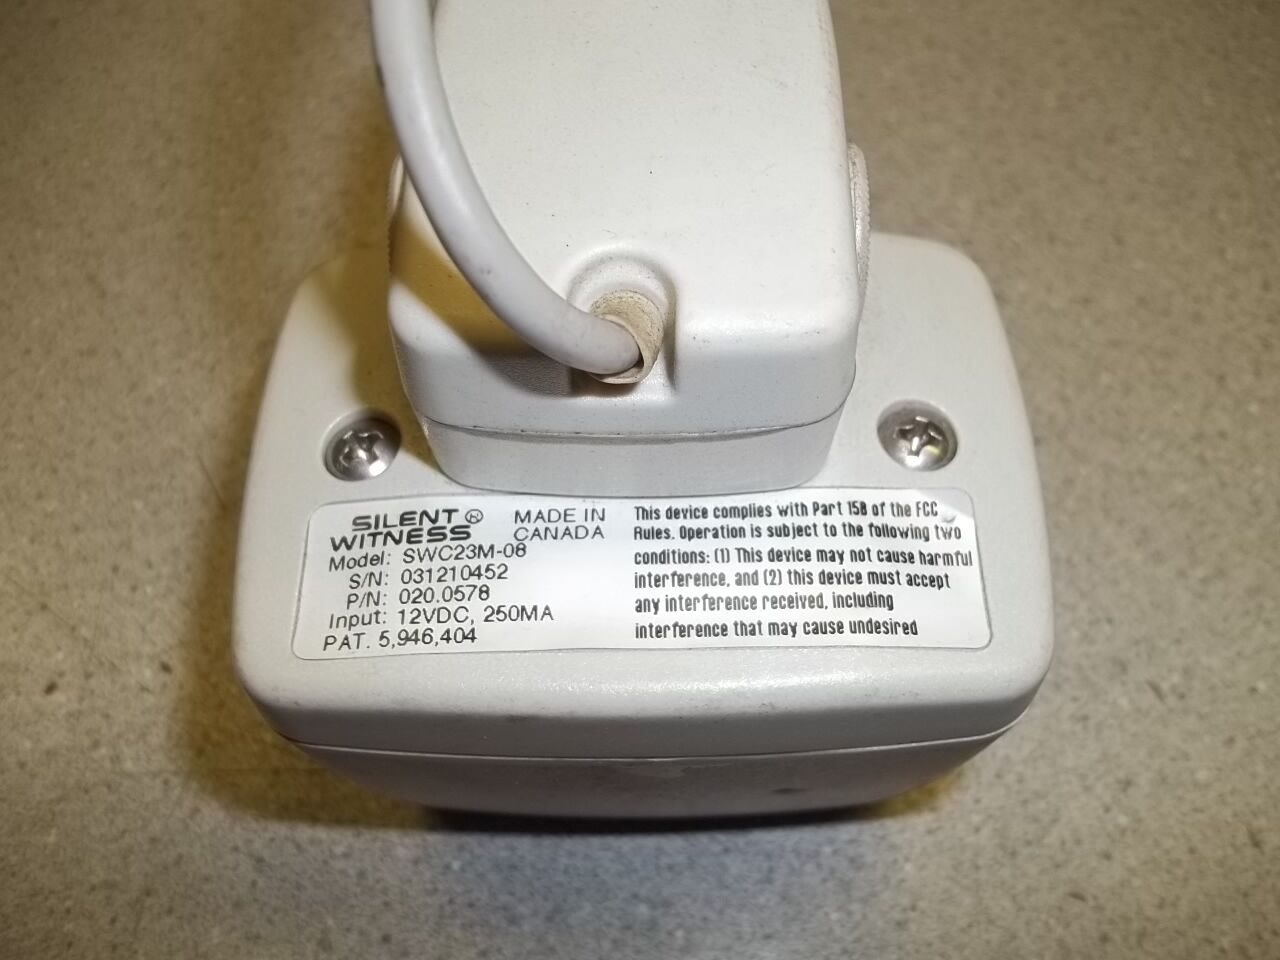 SILENT ® MADE IN
WITNESS CANADA
Model: SWC23M-08
S/N: 031210452
P/N: 020.0578
Input: 12VDC, 250MA
PAT. 5,946,404
This device complies with Part 15B of the FCC
Rules. Operation is subject to the following two
conditions: (1) This device may not cause harmful
interference, and (2) this device must accept
any interference received, including
interference that may cause undesired